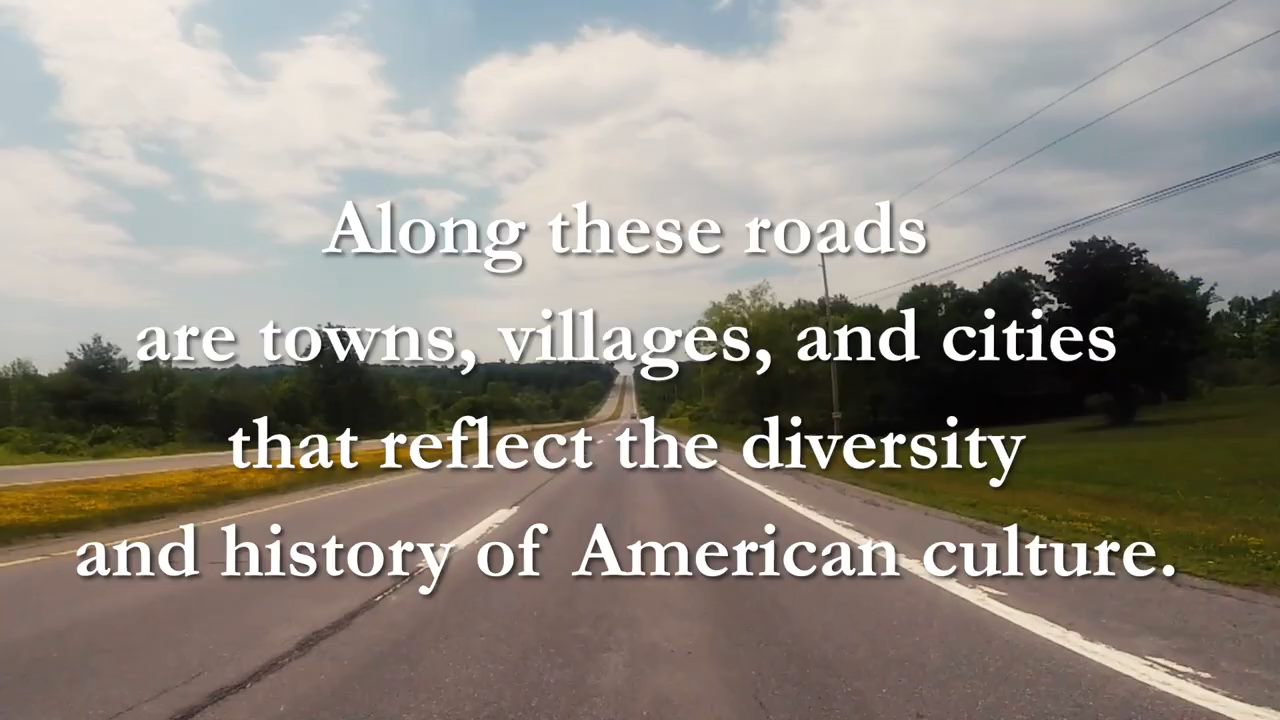 Along these roads
are towns, villages, and cities
that reflect the diversity
and history of American culture.